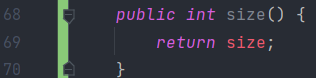 68 public int size() {
69 return size;
70 }